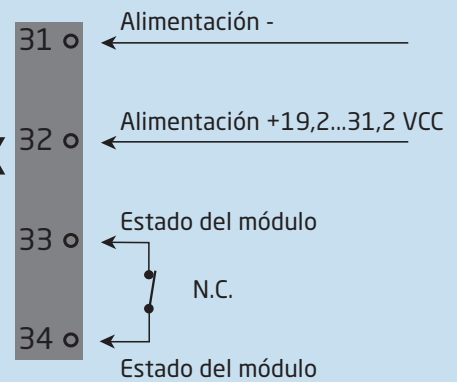 31 Alimentación -
32 Alimentación +19,2...31,2 VCC
33 Estado del módulo
N.C.
34
Estado del módulo